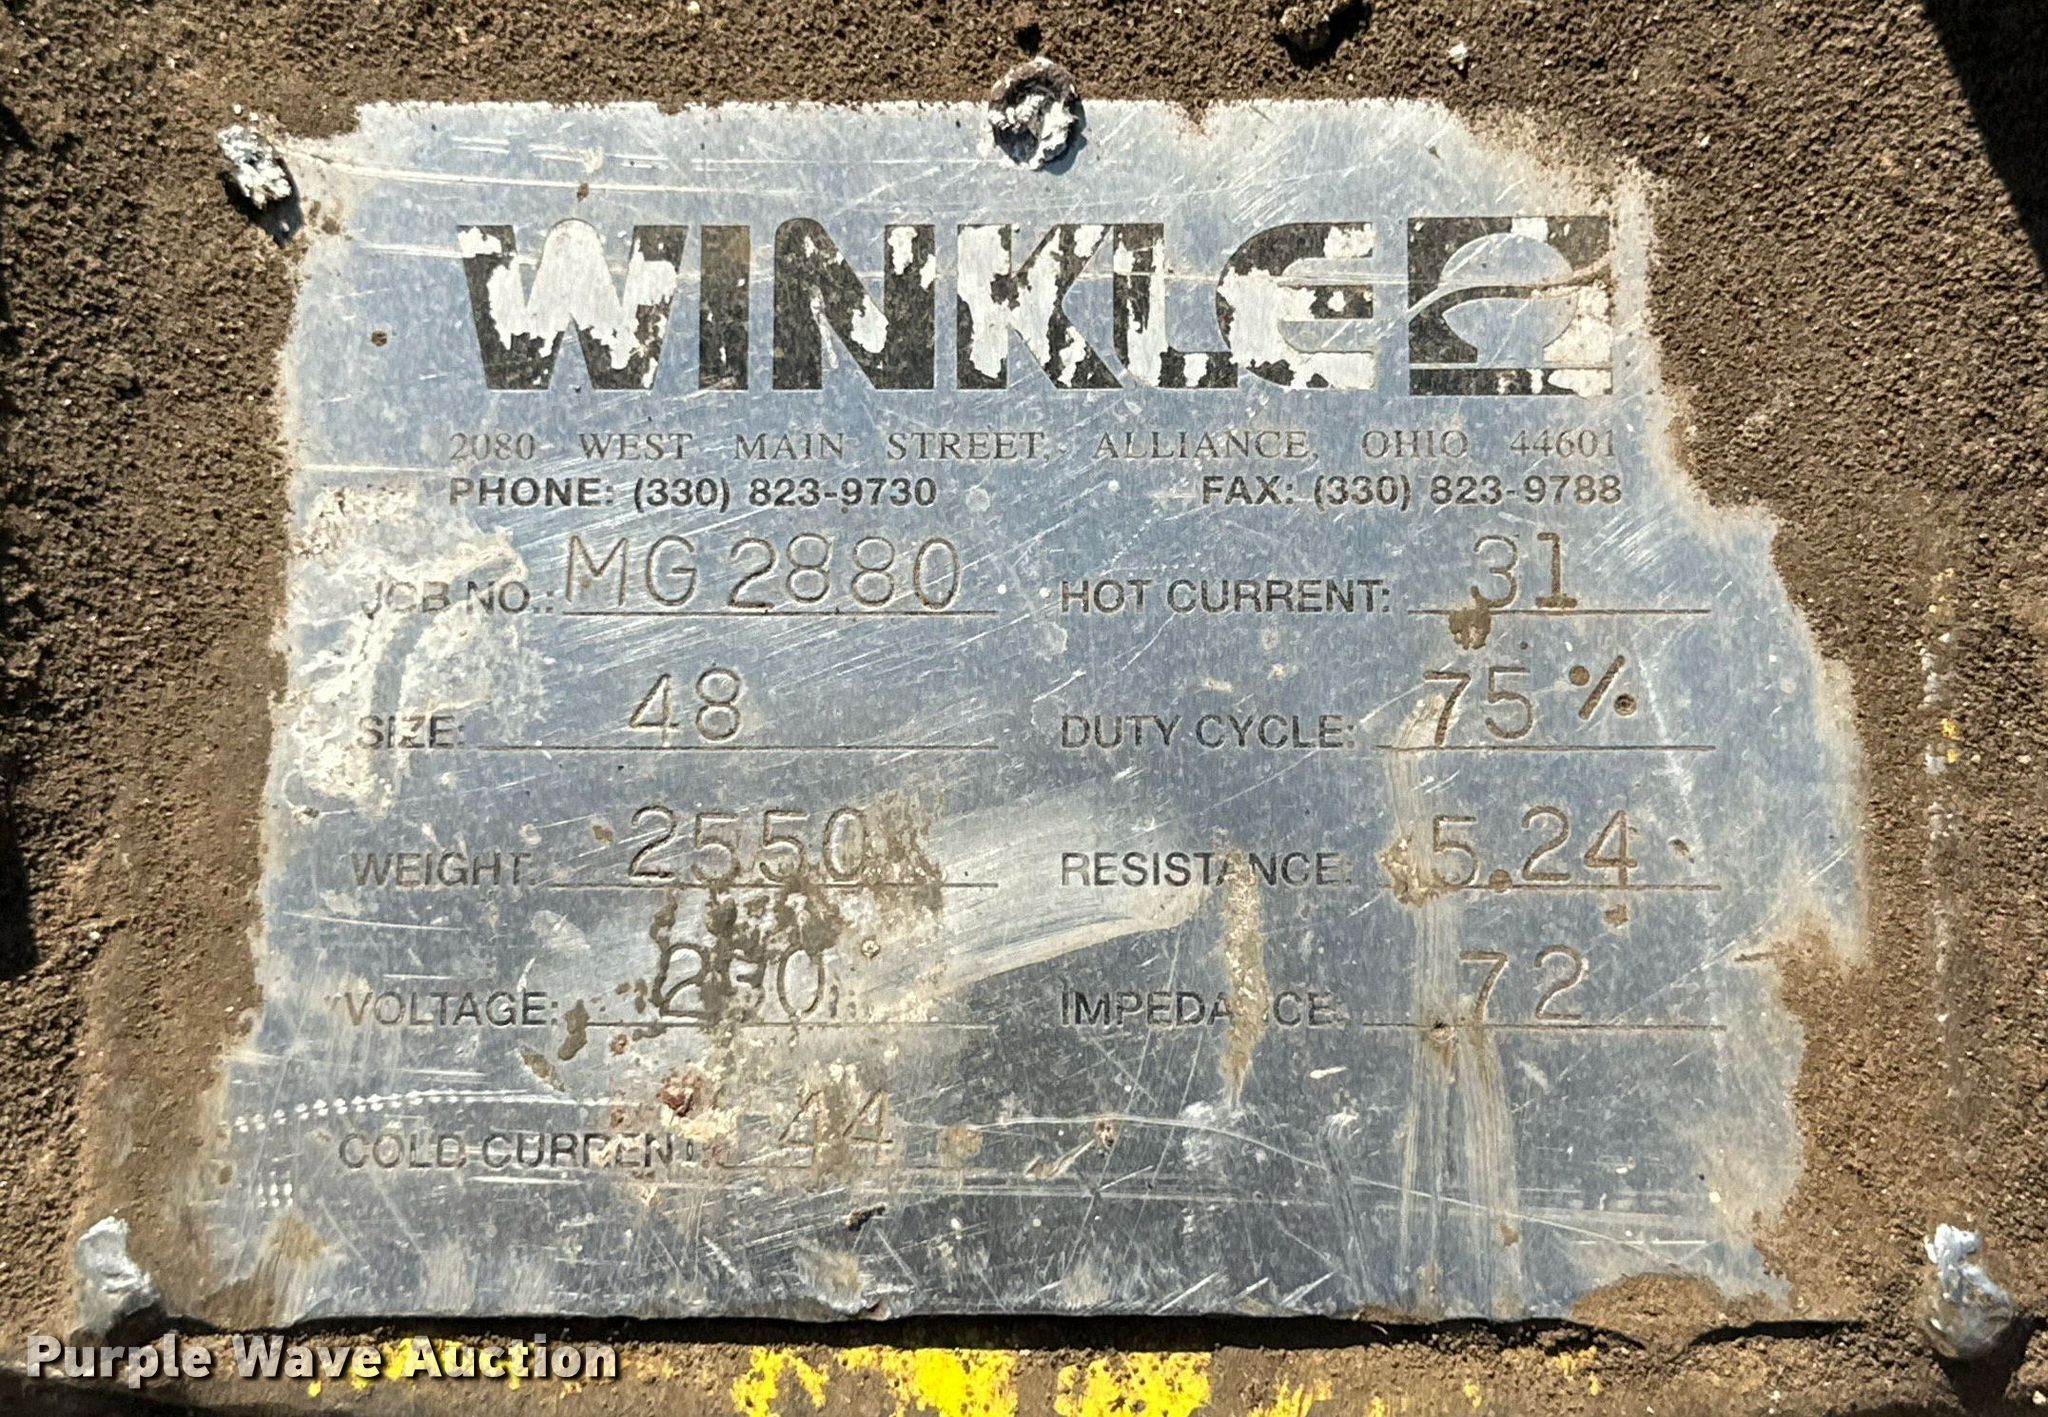 WINKLE
2080 WEST MAIN STREET, ALLIANCE, OHIO 44601
PHONE: (330) 823-9730 FAX: (330) 823-9788
JOB NO.: MG2880 HOT CURRENT: 31
SIZE: 48 DUTY CYCLE: 75%
WEIGHT: 2550 RESISTANCE: 5.24
VOLTAGE: IMPEDANCE: 72
COLD CURRENT: 44
Purple Wave Auction